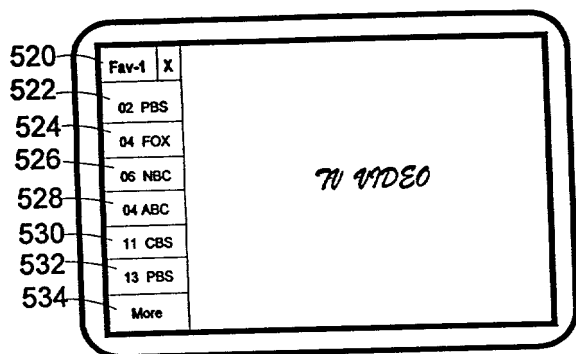 520 Fav-1 X
522 02 PBS
524 04 FOX
526 06 NBC
528 04 ABC
530 11 CBS
532 13 PBS
534 More
TV VIDEO